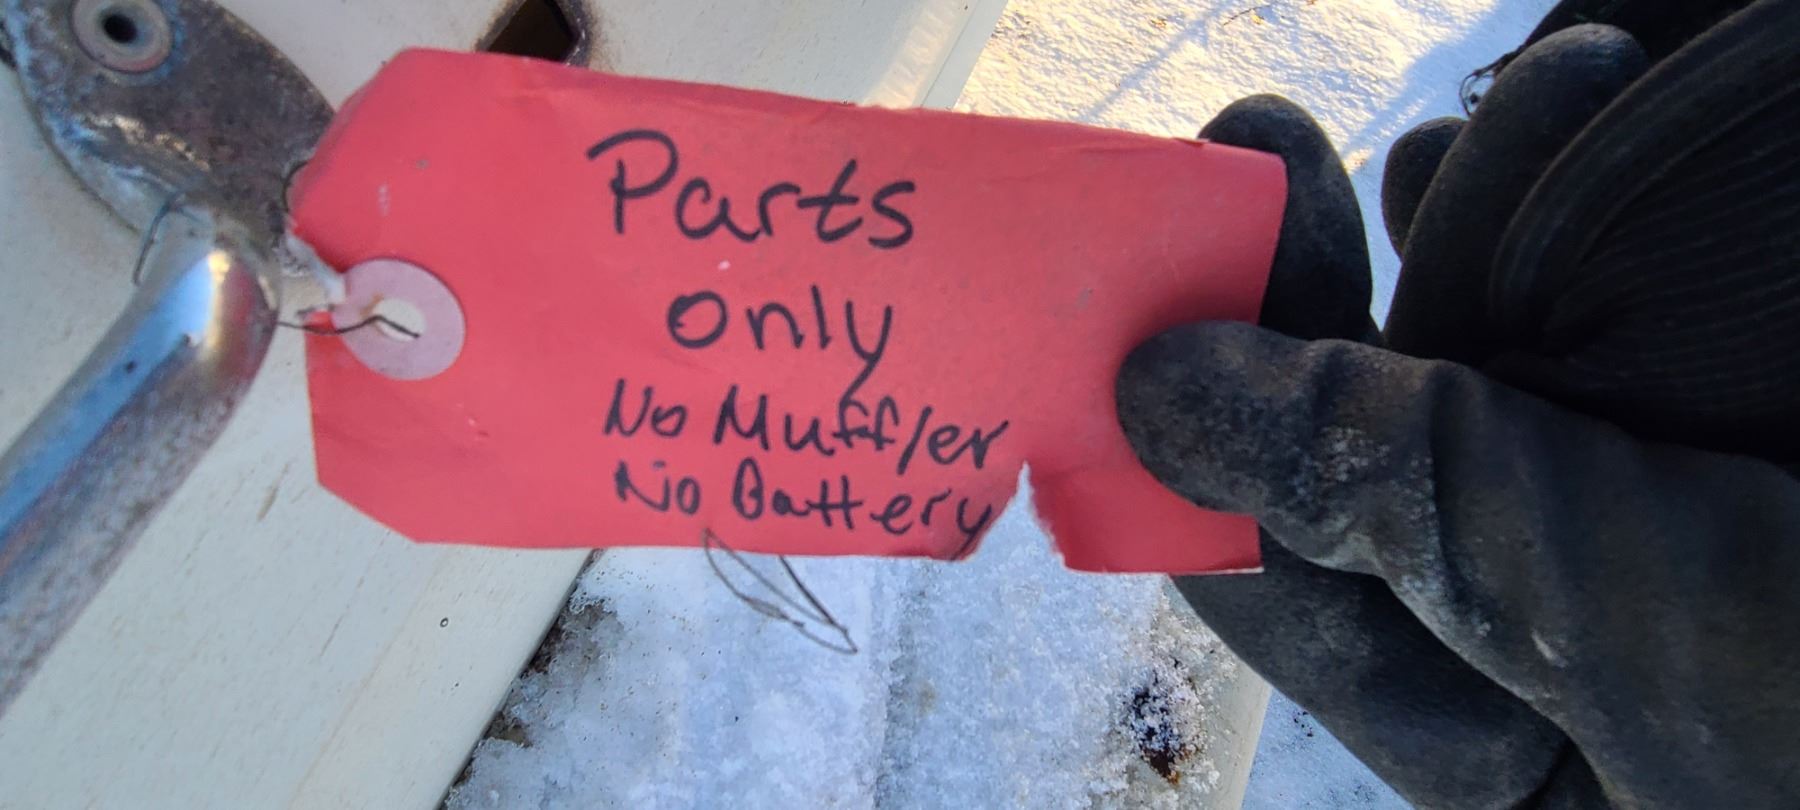 Parts
only
No Muffler
No Battery